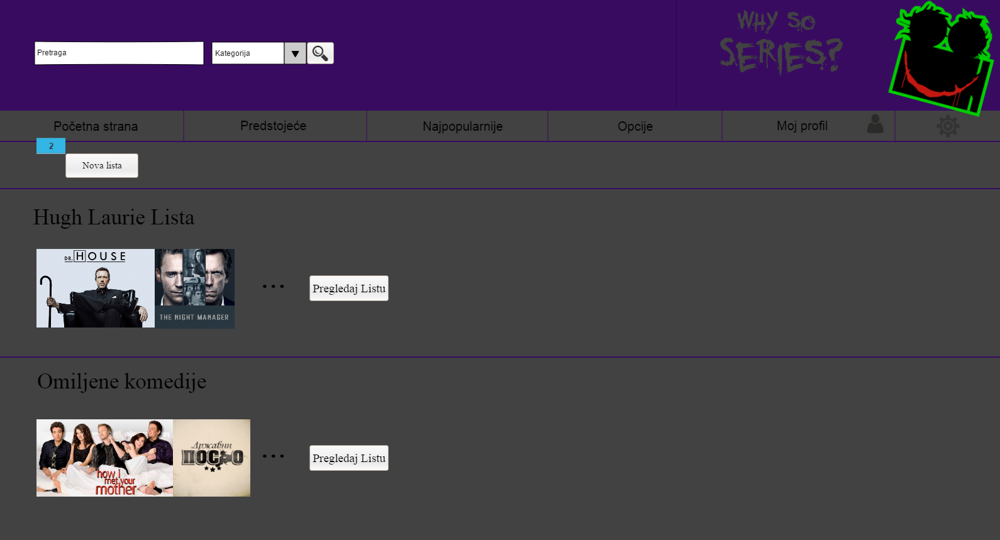 WHY SO
SERIES?
Pretraga
Kategorija
Početna strana
Predstojeće
Najpopularnije
Opcije
Moj profil
2
Nova lista
Hugh Laurie Lista
DR. HOUSE
THE NIGHT MANAGER
...
Pregledaj Listu
Omiljene komedije
how i
met your
mother
Државни
ПОСАО
...
Pregledaj Listu